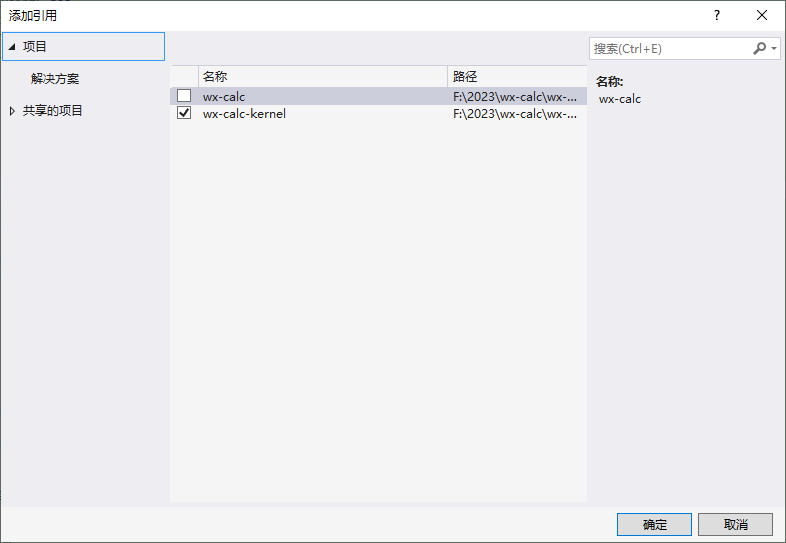 添加引用
?
项目
搜索(Ctrl+E)
名称 路径
解决方案
名称:
wx-calc F:\2023\wx-calc\wx-...
wx-calc
共享的项目
wx-calc-kernel F:\2023\wx-calc\wx-...
确定 取消